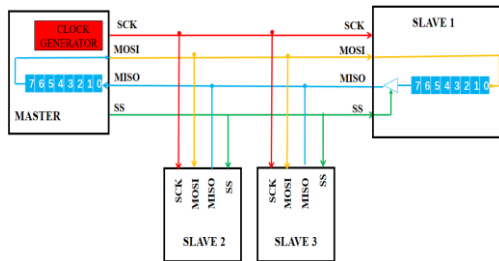 SCK
SCK
SLAVE 1
CLOCK
GENERATOR
MOSI
MOSI
MISO
MISO
7 6 5 4 3 2 1 0
7 6 5 4 3 2 1 0
SS
SS
MASTER
SCK
MOSI
MISO
SS
SCK
MOSI
MISO
SS
SLAVE 2
SLAVE 3